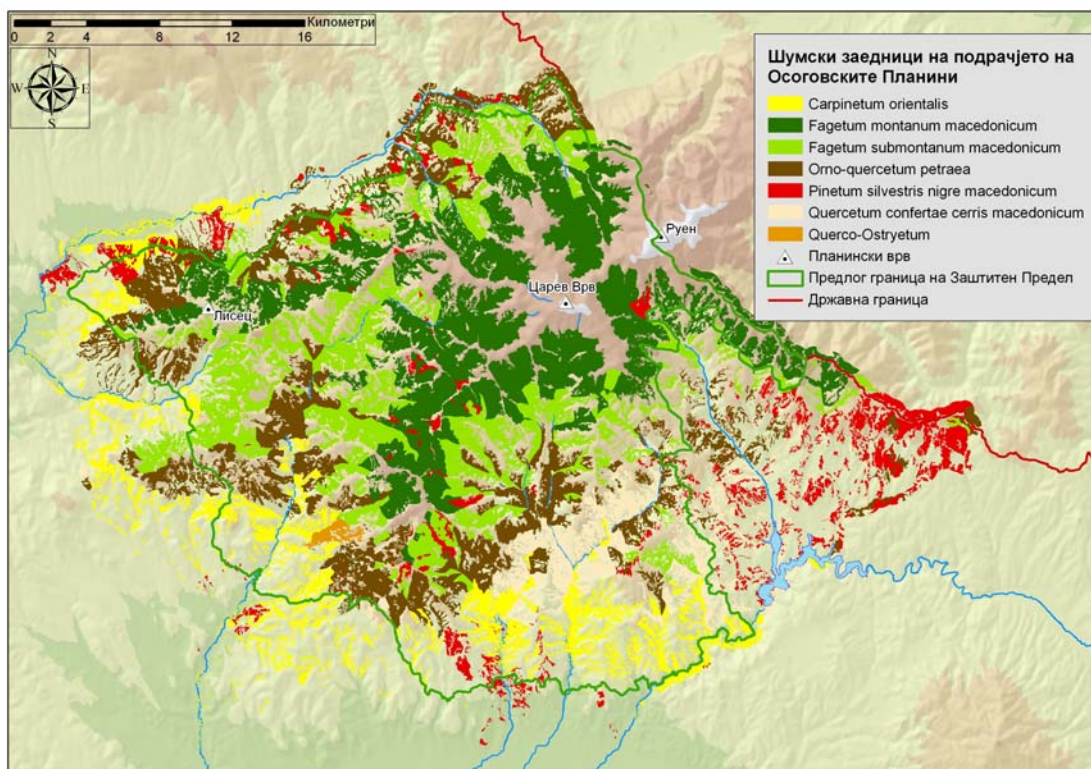 Километри
0 2 4 8 12 16
N
W E
S
Шумски заедници на подрачјето на
Осоговските Планини
Carpinetum orientalis
Fagetum montanum macedonicum
Fagetum submontanum macedonicum
Orno-quercetum petraea
Pinetum silvestris nigre macedonicum
Quercetum confertae cerris macedonicum
Querco-Ostryetum
Планински врв
Предлог граница на Заштитен Предел
Државна граница
Руен
Царев Врв
Лисец